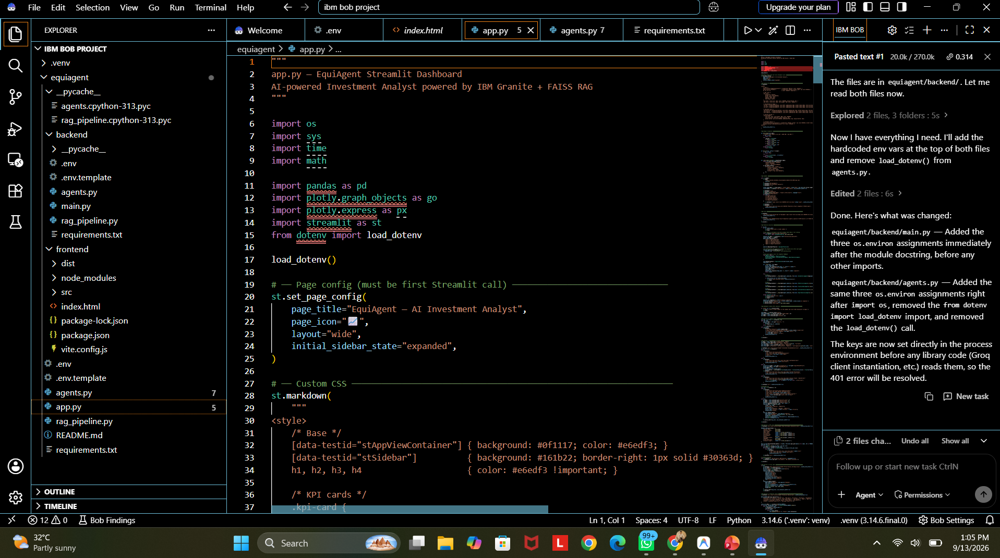 File Edit Selection View Go Run Terminal Help
ibm bob project
Upgrade your plan
EXPLORER
IBM BOB PROJECT
.venv
equiagent
__pycache__
agents.cpython-313.pyc
rag_pipeline.cpython-313.pyc
backend
__pycache__
.env
.env.template
agents.py
main.py
rag_pipeline.py
requirements.txt
frontend
dist
node_modules
src
index.html
package-lock.json
package.json
vite.config.js
.env
.env.template
agents.py 7
app.py 5
rag_pipeline.py
README.md
requirements.txt
OUTLINE
TIMELINE
Welcome .env index.html app.py 5 agents.py 7 requirements.txt
equiagent > app.py > ...
1 """
2 app.py — EquiAgent Streamlit Dashboard
3 AI-powered Investment Analyst powered by IBM Granite + FAISS RAG
4 """
5
6 import os
7 import sys
8 import time
9 import math
10
11 import pandas as pd
12 import plotly.graph_objects as go
13 import plotly.express as px
14 import streamlit as st
15 from dotenv import load_dotenv
16
17 load_dotenv()
18
19 # —— Page config (must be first Streamlit call) ——————————
20 st.set_page_config(
21 page_title="EquiAgent — AI Investment Analyst",
22 page_icon="📈",
23 layout="wide",
24 initial_sidebar_state="expanded",
25 )
26
27 # —— Custom CSS ——————————————————————
28 st.markdown(
29 """
30 <style>
31 /* Base */
32 [data-testid="stAppViewContainer"] { background: #0f1117; color: #e6edf3; }
33 [data-testid="stSidebar"] { background: #161b22; border-right: 1px solid #30363d; }
34 h1, h2, h3, h4 { color: #e6edf3 !important; }
35
36 /* KPI cards */
37 .kpi-card {
IBM BOB
Pasted text #1 20.0k / 270.0k 0.314
The files are in equiagent/backend/. Let me
read both files now.
Explored 2 files, 3 folders : 5s >
Now I have everything I need. I'll add the
hardcoded env vars at the top of both files
and remove load_dotenv() from
agents.py.
Edited 2 files : 6s >
Done. Here's what was changed:
equiagent/backend/main.py — Added the
three os.environ assignments immediately
after the module docstring, before any
other imports.
equiagent/backend/agents.py — Added the
same three os.environ assignments right
after import os, removed the from dotenv
import load_dotenv import, and removed
the load_dotenv() call.
The keys are now set directly in the process
environment before any library code (Groq
client instantiation, etc.) reads them, so the
401 error will be resolved.
New task
2 files cha... Undo all Show all
Follow up or start new task CtrlN
Agent Permissions
12 0 Bob Findings
Ln 1, Col 1 Spaces: 4 UTF-8 LF Python 3.14.6 ('.venv': venv) .venv (3.14.6.final.0) Bob Settings
32°C
Partly sunny
Search
99+
1:05 PM
9/13/2026